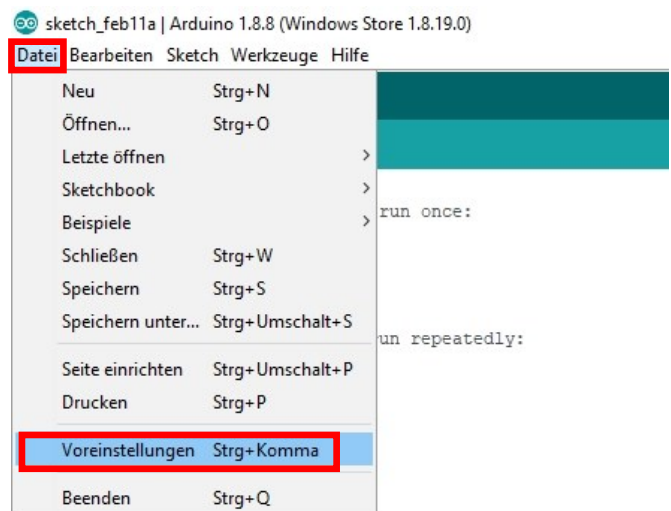 sketch_feb11a | Arduino 1.8.8 (Windows Store 1.8.19.0)
Datei Bearbeiten Sketch Werkzeuge Hilfe
Neu Strg+N
Öffnen... Strg+O
Letzte öffnen >
Sketchbook >
Beispiele >
run once:
Schließen Strg+W
Speichern Strg+S
Speichern unter... Strg+Umschalt+S
un repeatedly:
Seite einrichten Strg+Umschalt+P
Drucken Strg+P
Voreinstellungen Strg+Komma
Beenden Strg+Q